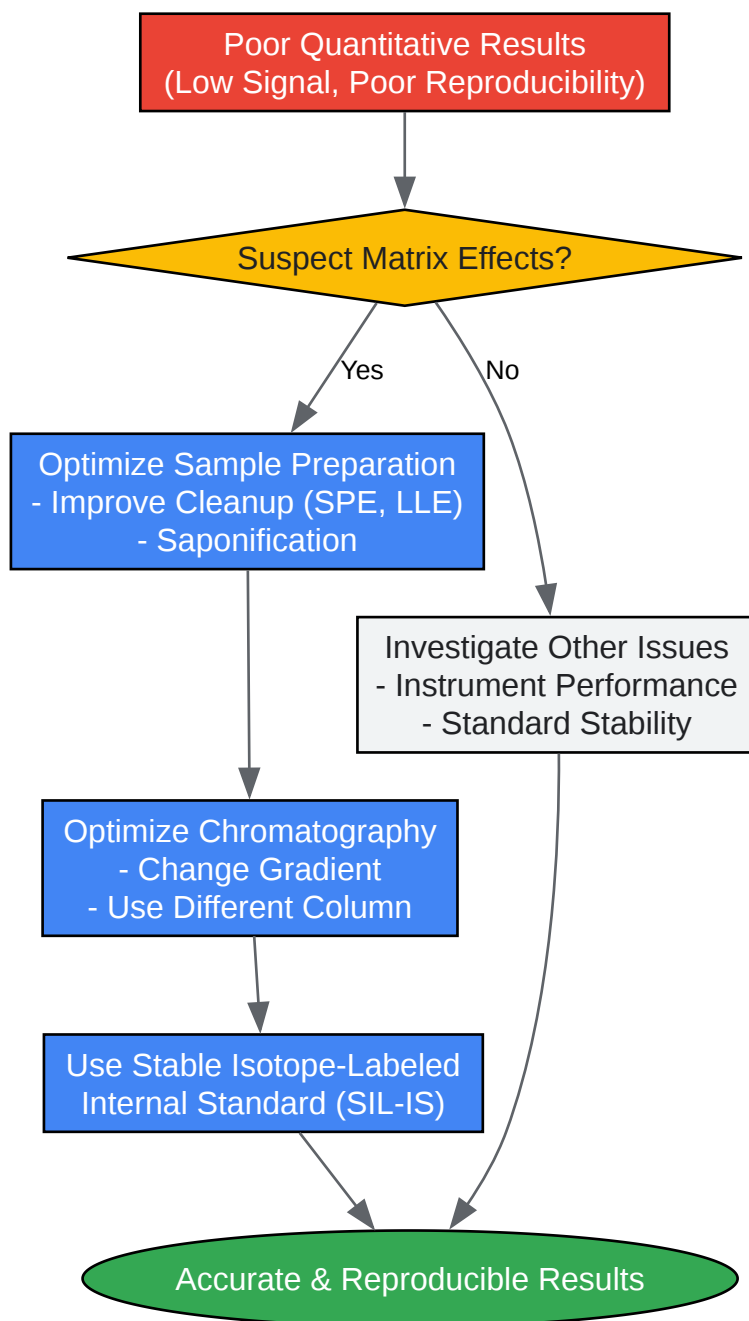 Poor Quantitative Results
(Low Signal, Poor Reproducibility)
Suspect Matrix Effects?
Yes
No
Optimize Sample Preparation
- Improve Cleanup (SPE, LLE)
- Saponification
Investigate Other Issues
- Instrument Performance
- Standard Stability
Optimize Chromatography
- Change Gradient
- Use Different Column
Use Stable Isotope-Labeled
Internal Standard (SIL-IS)
Accurate & Reproducible Results